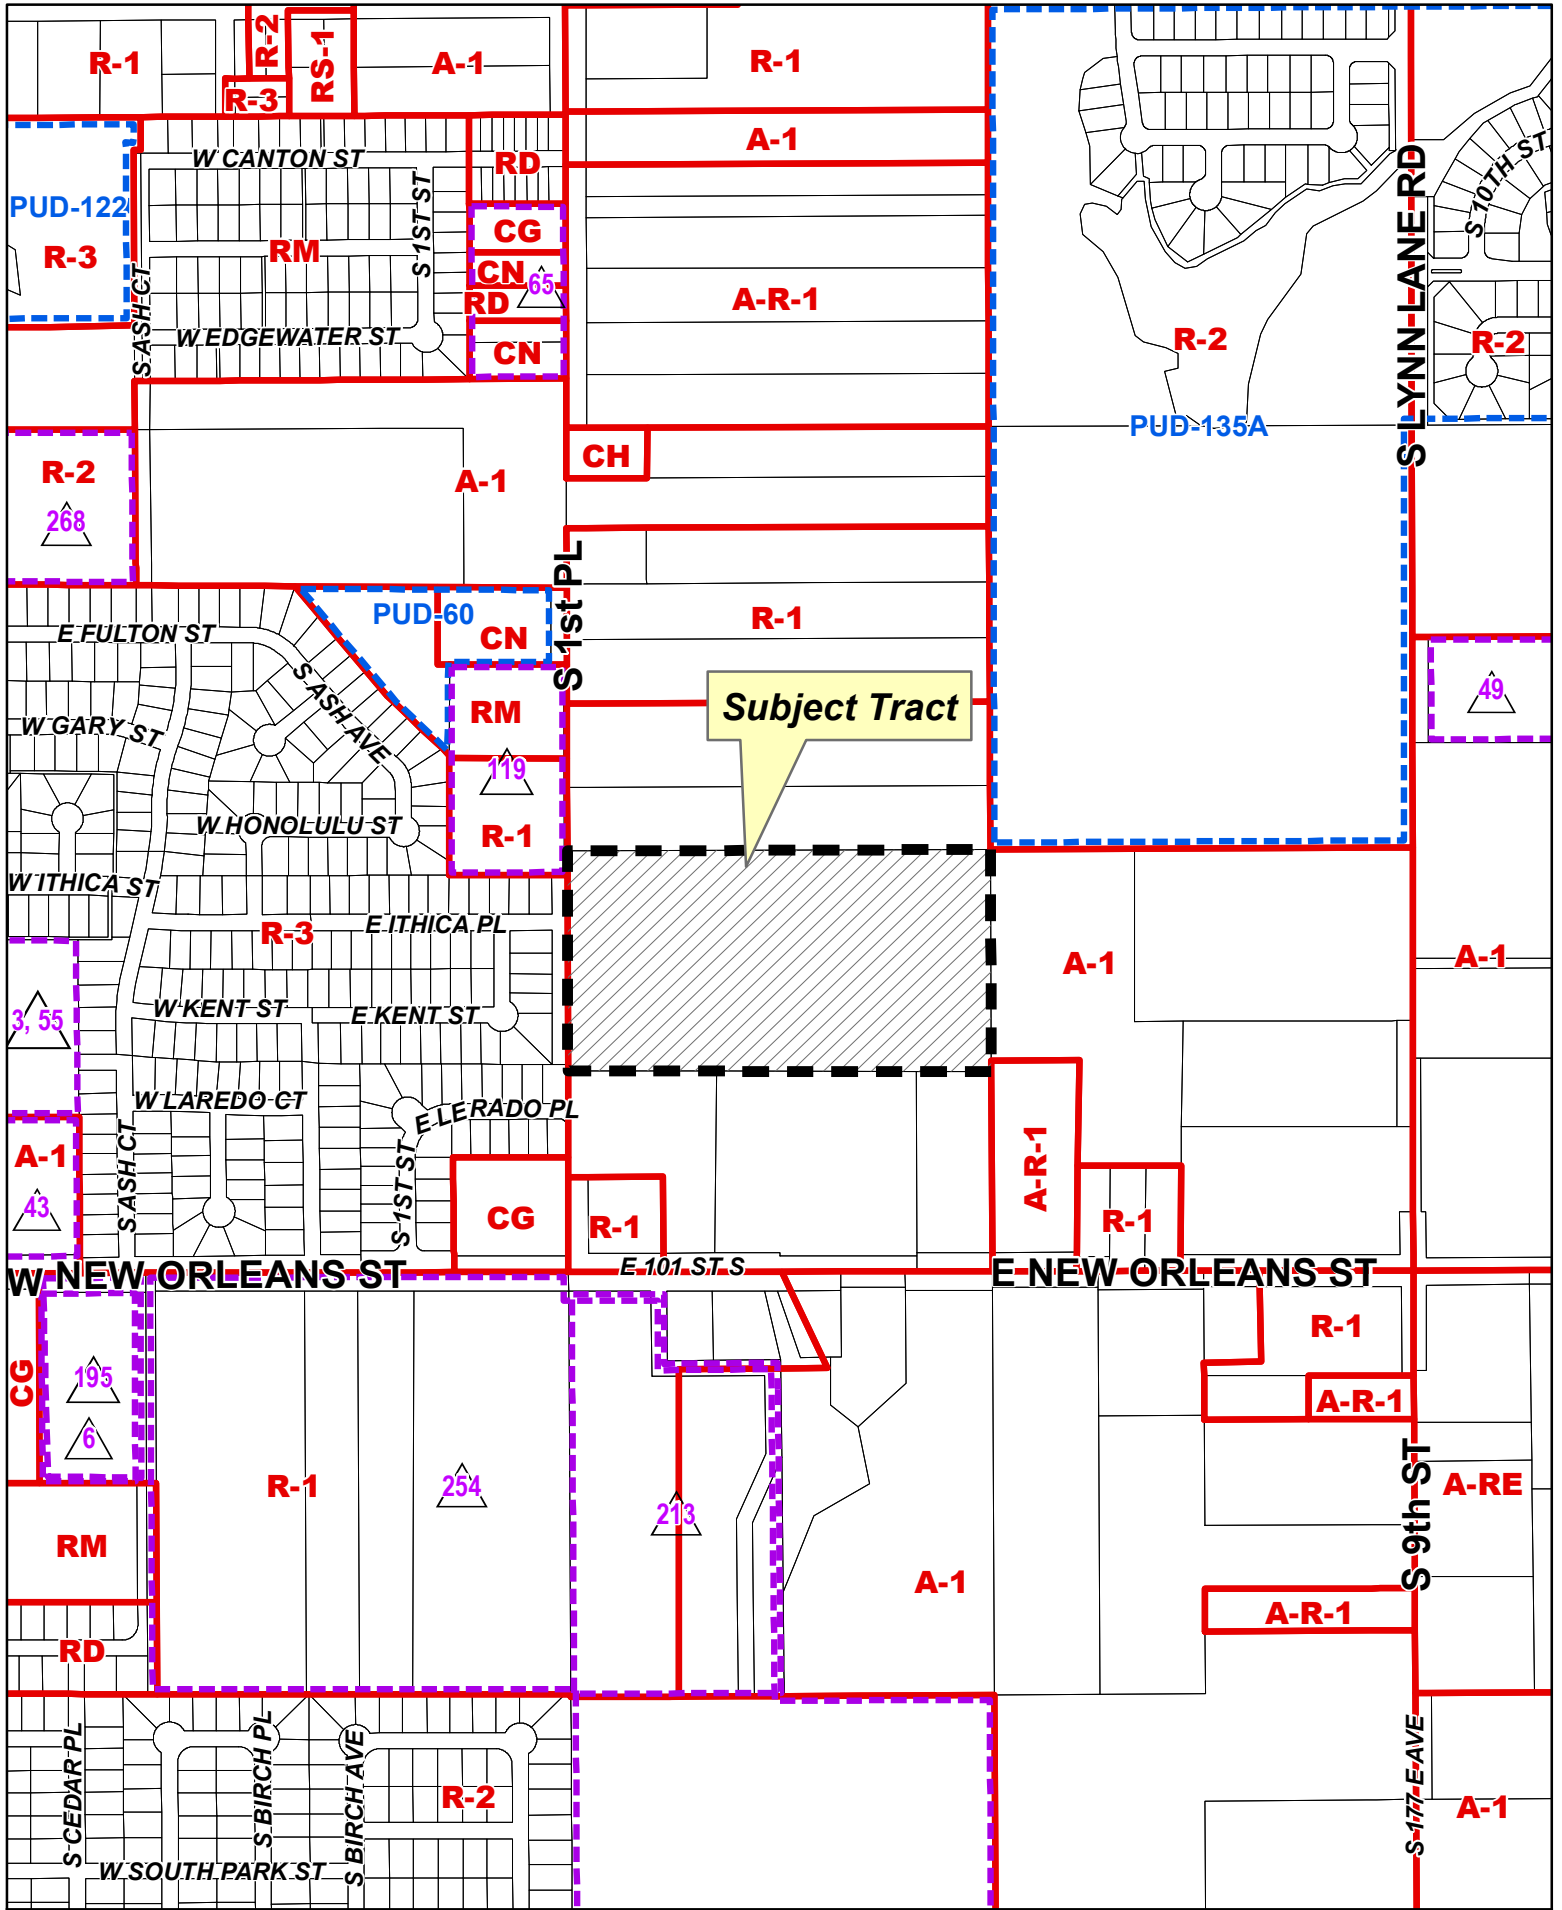 R-1
R-2
RS-1
A-1
R-1
R-3
A-1
W CANTON ST
RD
S 1ST ST
PUD-122
R-3
RM
CG
CN
65
RD
CN
S ASH CT
W EDGEWATER ST
A-R-1
R-2
PUD-135A
S LYNN LANE RD
S 10TH ST
R-2
R-2
268
A-1
CH
S 1st PL
PUD-60
CN
R-1
E FULTON ST
S ASH AVE
W GARY ST
RM
119
R-1
Subject Tract
49
W HONOLULU ST
W ITHICA ST
R-3
E ITHICA PL
W KENT ST
E KENT ST
3, 55
A-1
A-1
W LAREDO CT
E LERADO PL
A-1
43
S ASH CT
S 1ST ST
CG
R-1
A-R-1
R-1
W NEW ORLEANS ST
E 101 ST S
E NEW ORLEANS ST
CG
195
6
R-1
254
213
R-1
A-R-1
S 9th ST
A-RE
RM
A-1
A-R-1
RD
S CEDAR PL
S BIRCH PL
S BIRCH AVE
R-2
W SOUTH PARK ST
S 177 E AVE
A-1